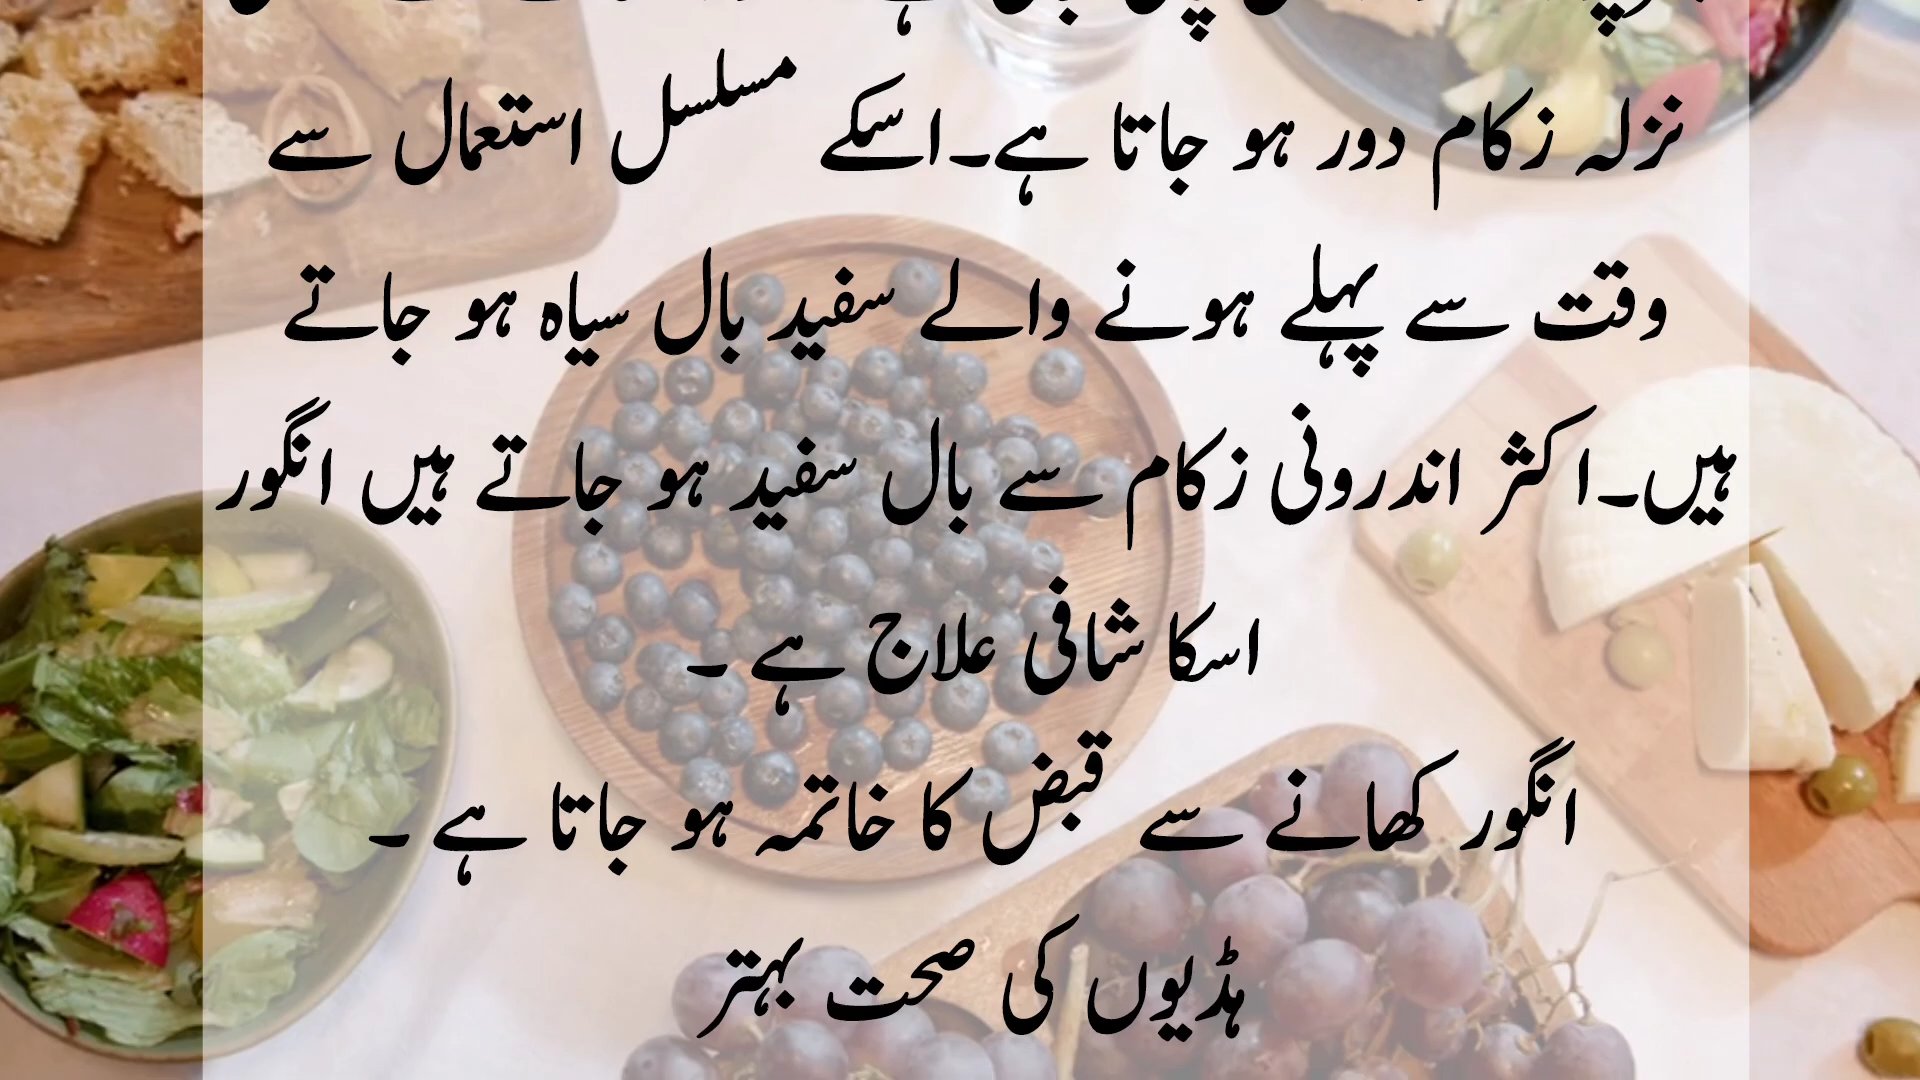 نزلہ زکام دور ہو جاتا ہے۔اسکے مسلسل استعمال سے
وقت سے پہلے ہونے والے سفید بال سیاہ ہو جاتے
ہیں۔اکثر اندرونی زکام سے بال سفید ہو جاتے ہیں انگور
اسکا شافی علاج ہے ۔
انگور کھانے سے قبض کا خاتمہ ہو جاتا ہے ۔
ہڈیوں کی صحت بہتر